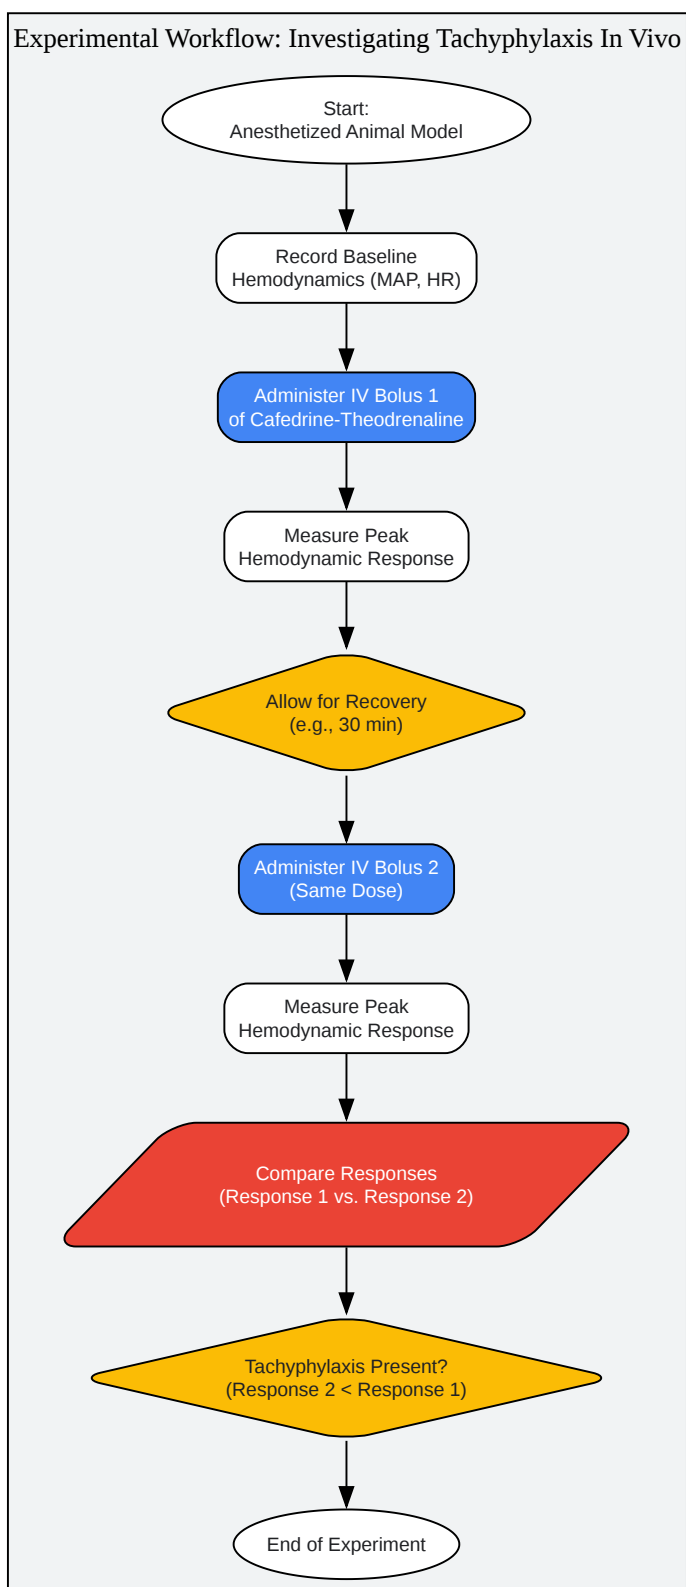 Experimental Workflow: Investigating Tachyphylaxis In Vivo
Start:
Anesthetized Animal Model
Record Baseline
Hemodynamics (MAP, HR)
Administer IV Bolus 1
of Cafedrine-Theodrenaline
Measure Peak
Hemodynamic Response
Allow for Recovery
(e.g., 30 min)
Administer IV Bolus 2
(Same Dose)
Measure Peak
Hemodynamic Response
Compare Responses
(Response 1 vs. Response 2)
Tachyphylaxis Present?
(Response 2 < Response 1)
End of Experiment